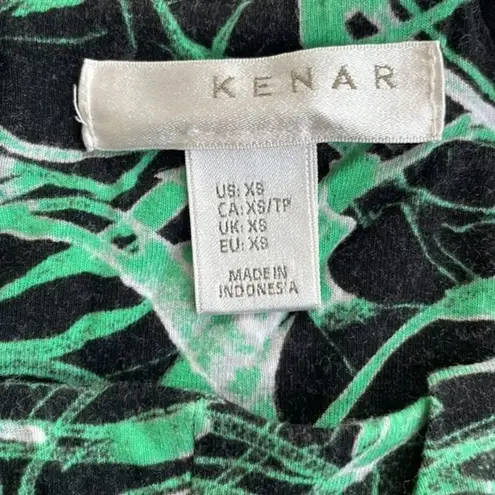 KENAR
US: XS
CA: XS/TP
UK: XS
EU: XS
MADE IN
INDONESIA